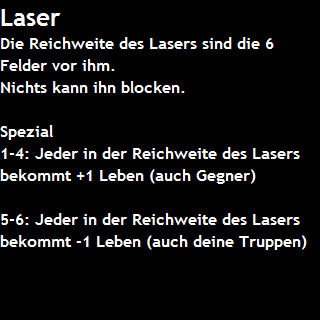 Laser
Die Reichweite des Lasers sind die 6
Felder vor ihm.
Nichts kann ihn blocken.
Spezial
1-4: Jeder in der Reichweite des Lasers
bekommt +1 Leben (auch Gegner)
5-6: Jeder in der Reichweite des Lasers
bekommt -1 Leben (auch deine Truppen)